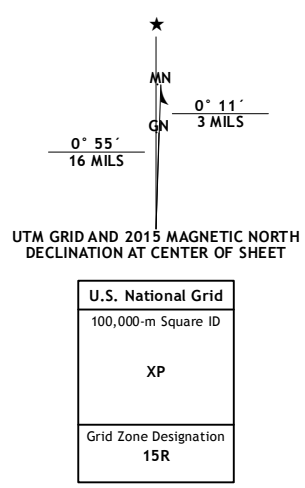 ★
MN
0° 11´
3 MILS
GN
0° 55´
16 MILS
UTM GRID AND 2015 MAGNETIC NORTH
DECLINATION AT CENTER OF SHEET
U.S. National Grid
100,000-m Square ID
XP
Grid Zone Designation
15R